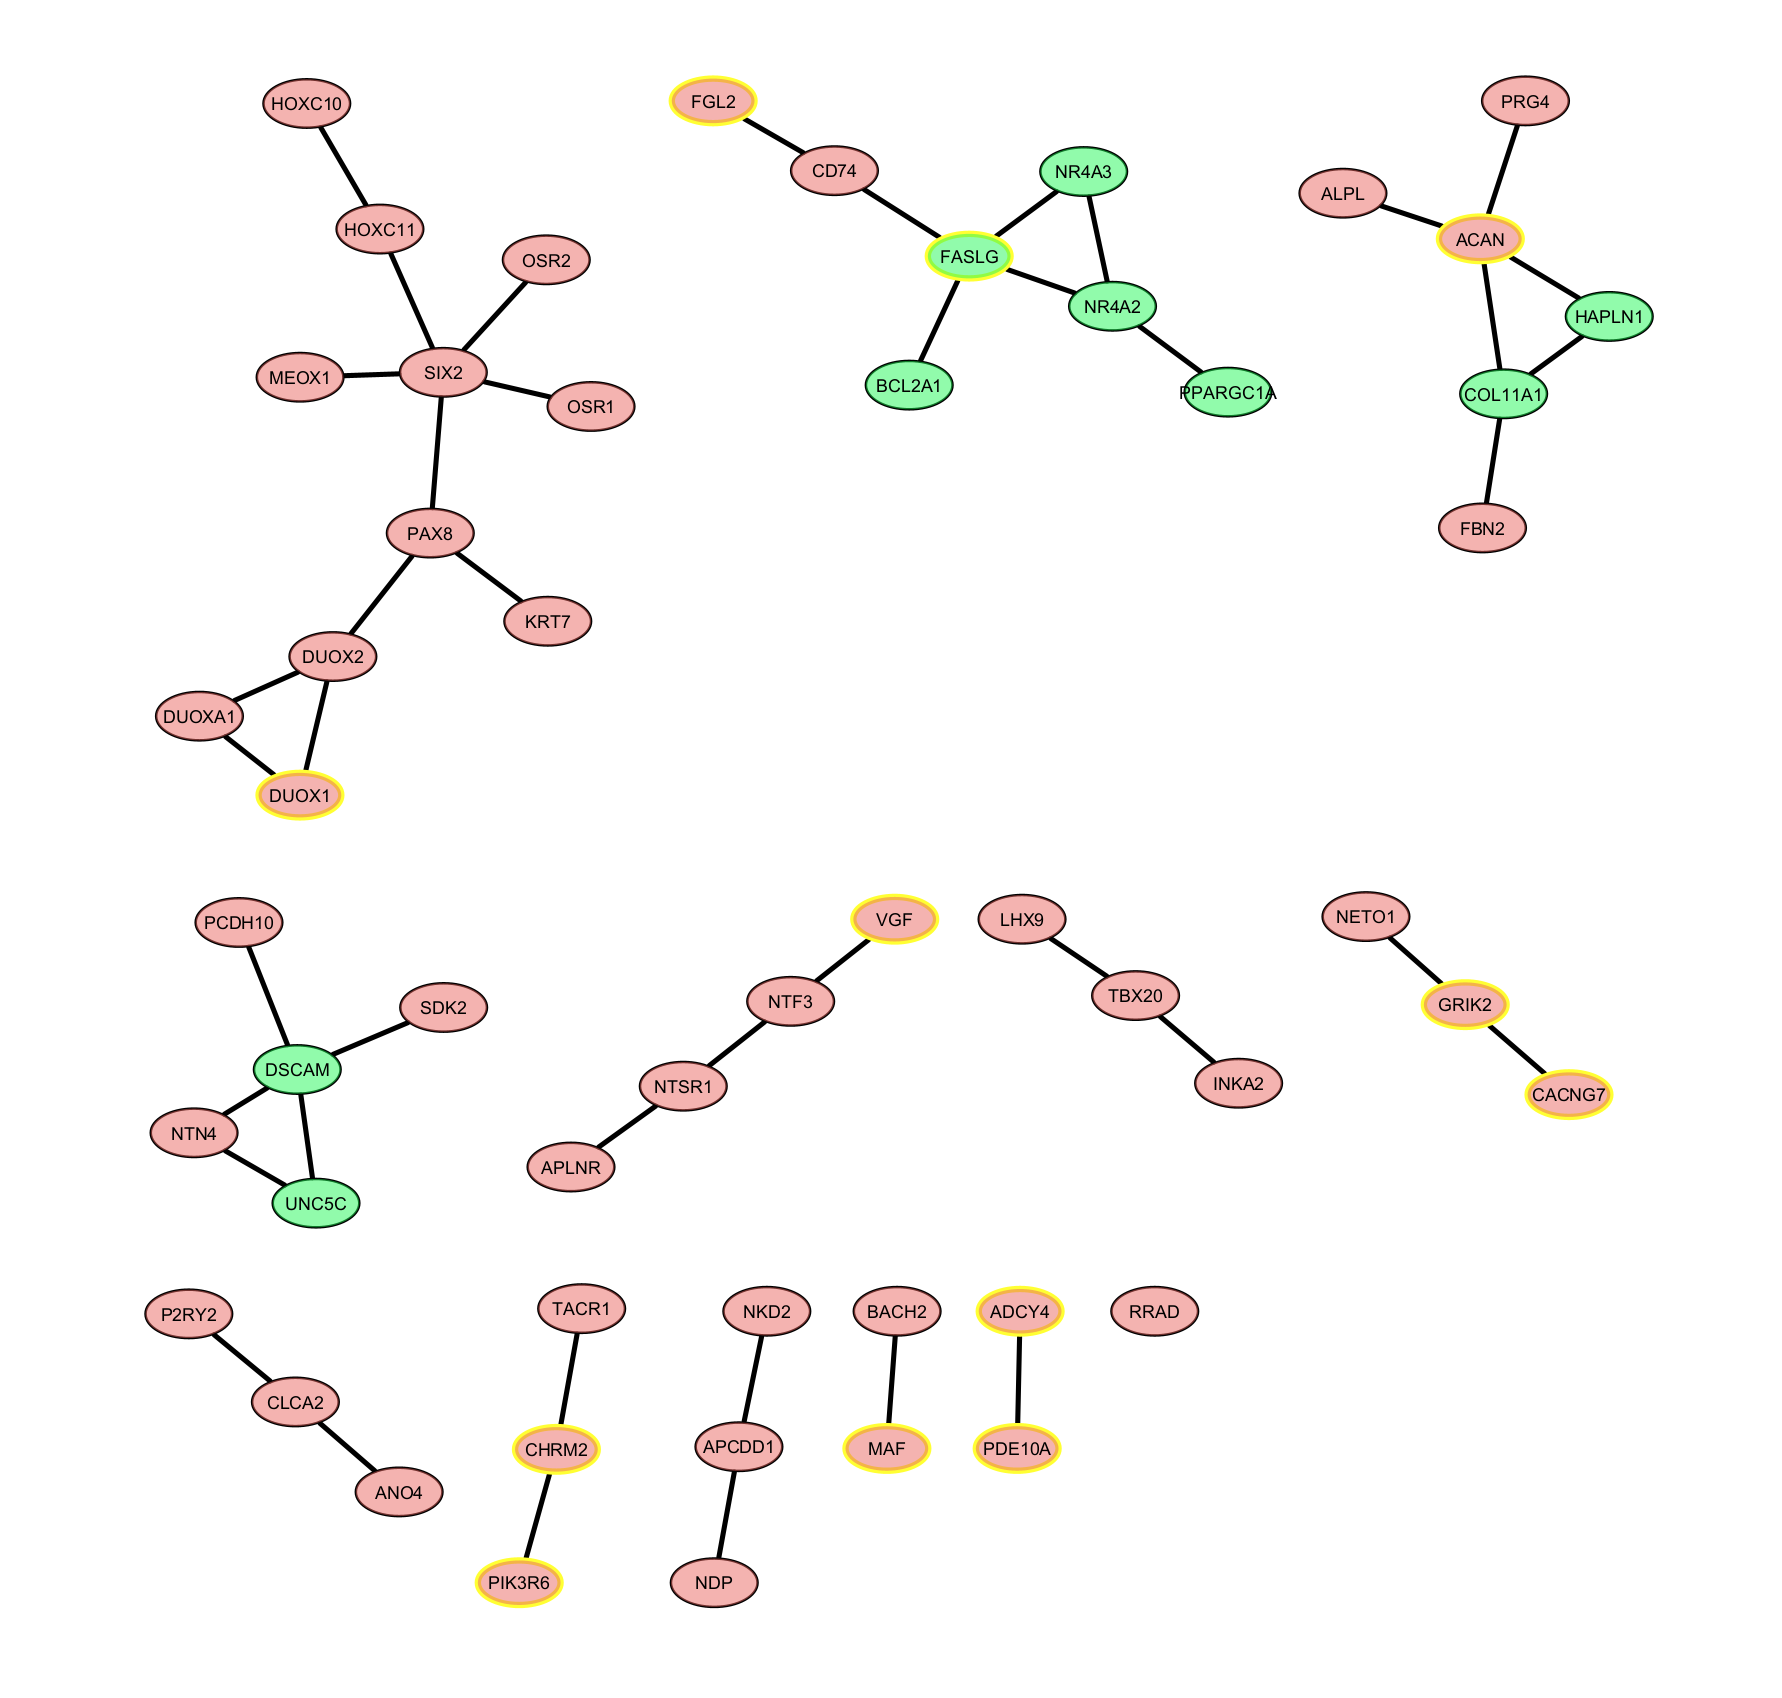 HOXC10
HOXC11
OSR2
MEOX1
SIX2
OSR1
PAX8
KRT7
DUOX2
DUOXA1
DUOX1
FGL2
CD74
NR4A3
FASLG
NR4A2
BCL2A1
PPARGC1A
PRG4
ALPL
ACAN
HAPLN1
COL11A1
FBN2
PCDH10
SDK2
DSCAM
NTN4
UNC5C
VGF
NTF3
NTSR1
APLNR
LHX9
TBX20
INKA2
NETO1
GRIK2
CACNG7
P2RY2
CLCA2
ANO4
TACR1
CHRM2
PIK3R6
NKD2
APCDD1
NDP
BACH2
MAF
ADCY4
PDE10A
RRAD